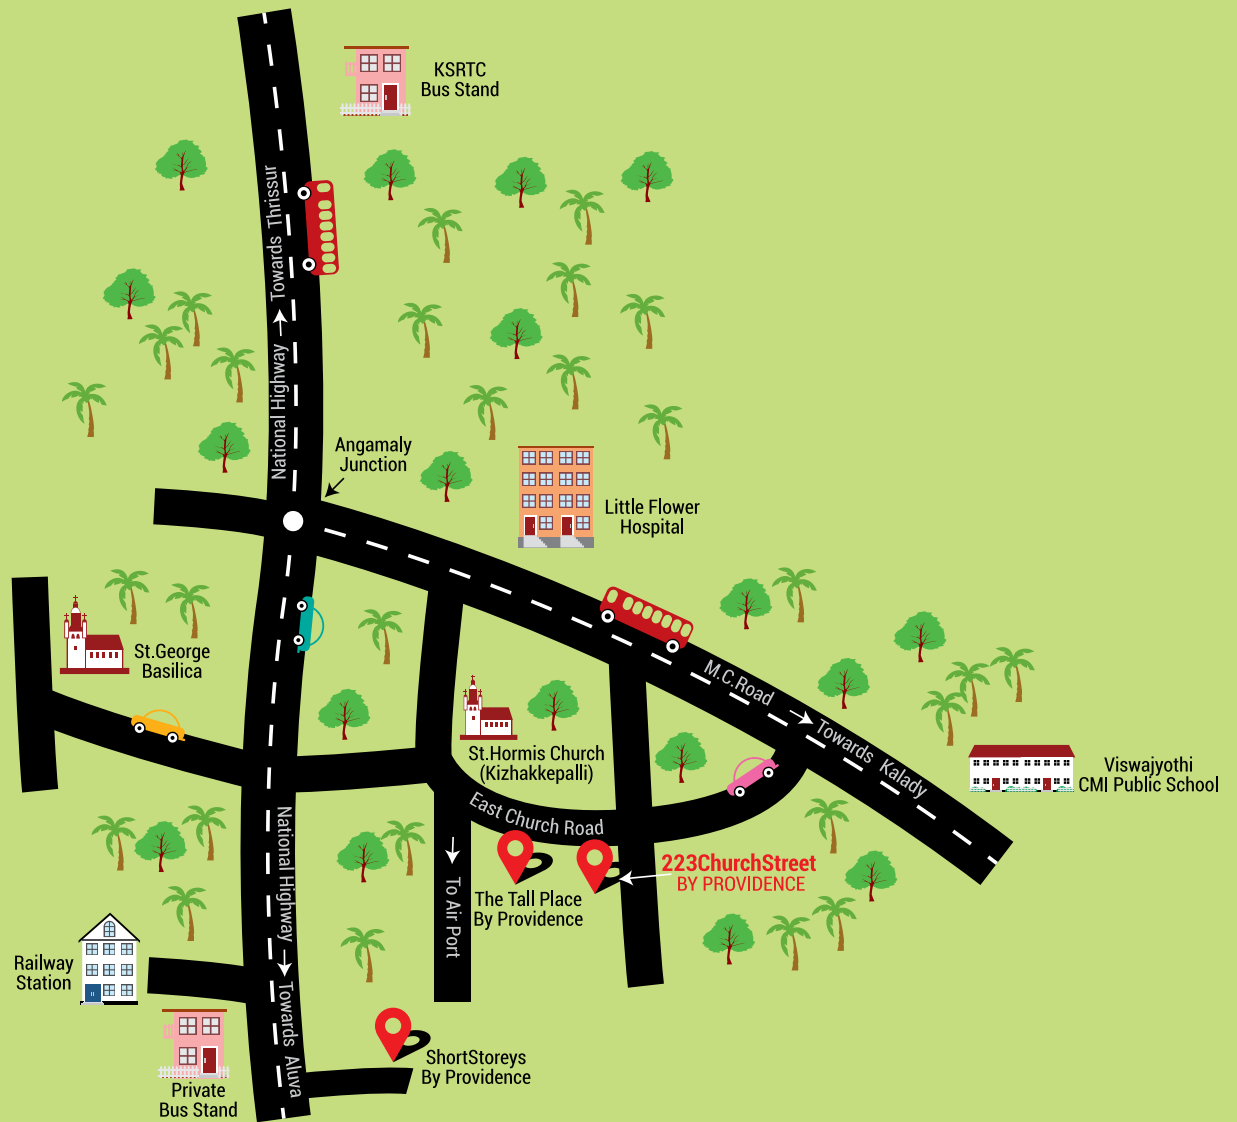 KSRTC
Bus Stand
National Highway
Towards Thrissur
Angamaly
Junction
Little Flower
Hospital
St.George
Basilica
St.Hormis Church
(Kizhakkepalli)
M.C.Road
Towards Kalady
Viswajyothi
CMI Public School
East Church Road
223ChurchStreet
BY PROVIDENCE
The Tall Place
By Providence
To Air Port
National Highway
Towards Aluva
Railway
Station
Private
Bus Stand
ShortStoreys
By Providence